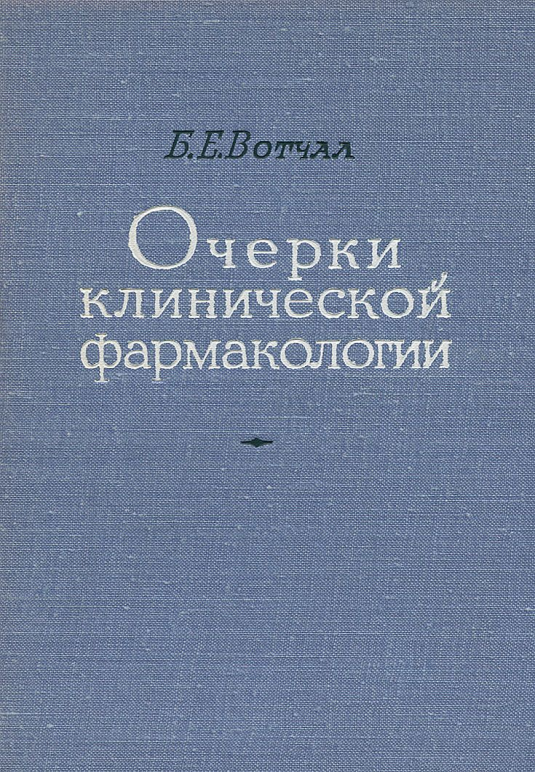 Б. Е. Вотчал
Очерки
клинической
фармакологии